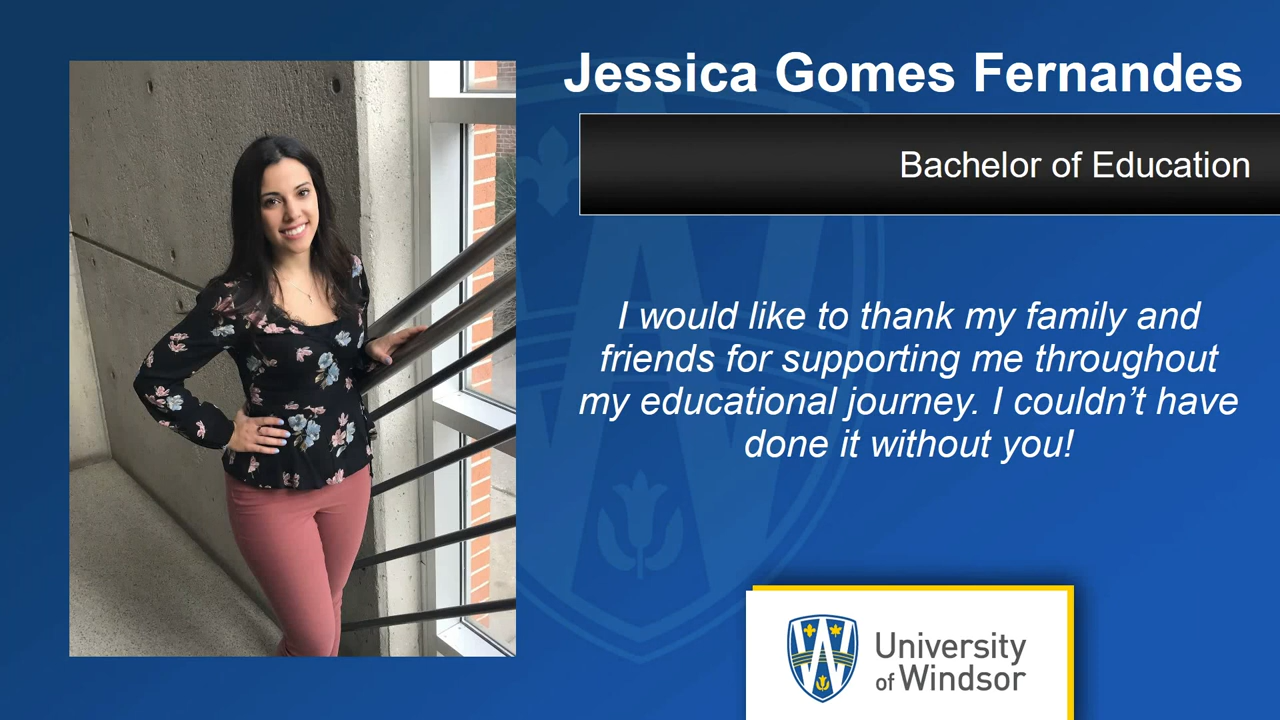 Jessica Gomes Fernandes
Bachelor of Education
I would like to thank my family and
friends for supporting me throughout
my educational journey. I couldn’t have
done it without you!
University
of Windsor